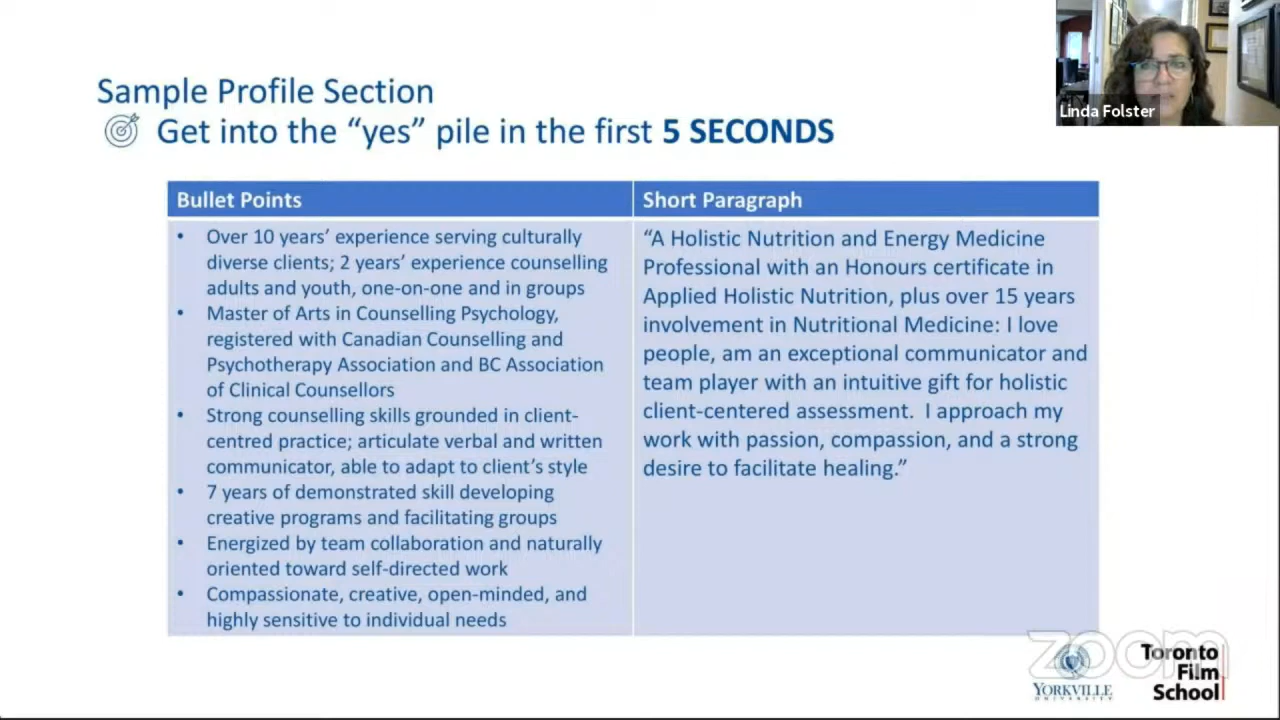 Linda Folster
Sample Profile Section
Get into the “yes” pile in the first 5 SECONDS
Bullet Points
• Over 10 years’ experience serving culturally
diverse clients; 2 years’ experience counselling
adults and youth, one-on-one and in groups
• Master of Arts in Counselling Psychology,
registered with Canadian Counselling and
Psychotherapy Association and BC Association
of Clinical Counsellors
• Strong counselling skills grounded in client-
centred practice; articulate verbal and written
communicator, able to adapt to client’s style
• 7 years of demonstrated skill developing
creative programs and facilitating groups
• Energized by team collaboration and naturally
oriented toward self-directed work
• Compassionate, creative, open-minded, and
highly sensitive to individual needs
Short Paragraph
“A Holistic Nutrition and Energy Medicine
Professional with an Honours certificate in
Applied Holistic Nutrition, plus over 15 years
involvement in Nutritional Medicine: I love
people, am an exceptional communicator and
team player with an intuitive gift for holistic
client-centered assessment.  I approach my
work with passion, compassion, and a strong
desire to facilitate healing.”
zoom
YORKVILLE
UNIVERSITY
Toronto
Film
School